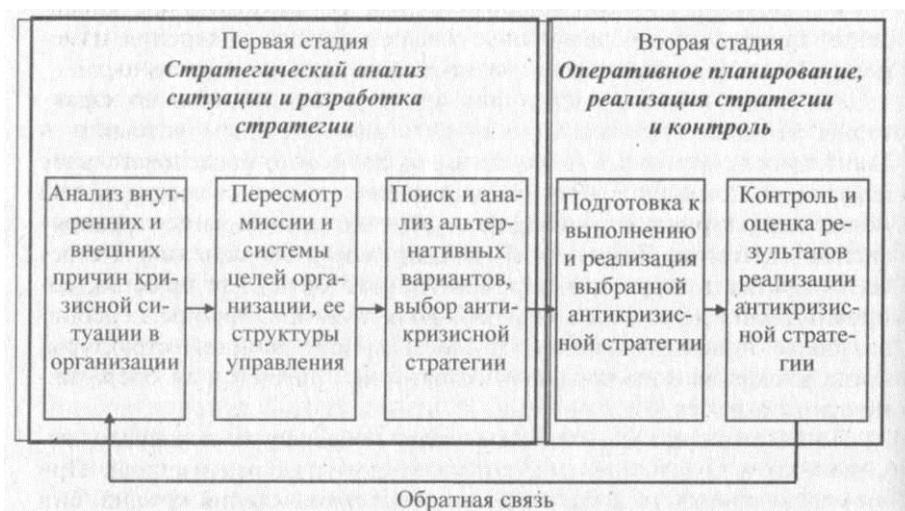 Первая стадия
Стратегический анализ
ситуации и разработка
стратегии
Вторая стадия
Оперативное планирование,
реализация стратегии
и контроль
Анализ внут-
ренних и
внешних
причин кри-
зисной си-
туации в
организации
Пересмотр
миссии и
системы
целей орга-
низации, ее
структуры
управления
Поиск и ана-
лиз альтер-
нативных
вариантов,
выбор анти-
кризисной
стратегии
Подготовка к
выполнению
и реализация
выбранной
антикризис-
ной стратегии
Контроль и
оценка ре-
зультатов
реализации
антикризис-
ной страте-
гии
Обратная связь